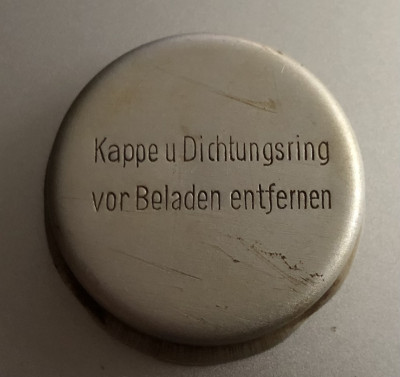 Kappe u Dichtungsring
vor Beladen entfernen